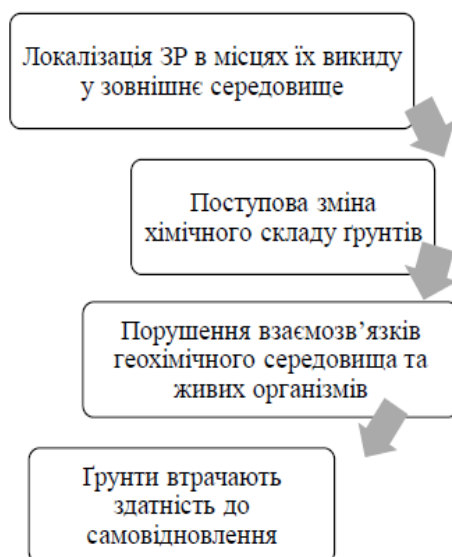 Локалізація ЗР в місцях їх викиду
у зовнішнє середовище
Поступова зміна
хімічного складу ґрунтів
Порушення взаємозв’язків
геохімічного середовища та
живих організмів
Ґрунти втрачають
здатність до
самовідновлення